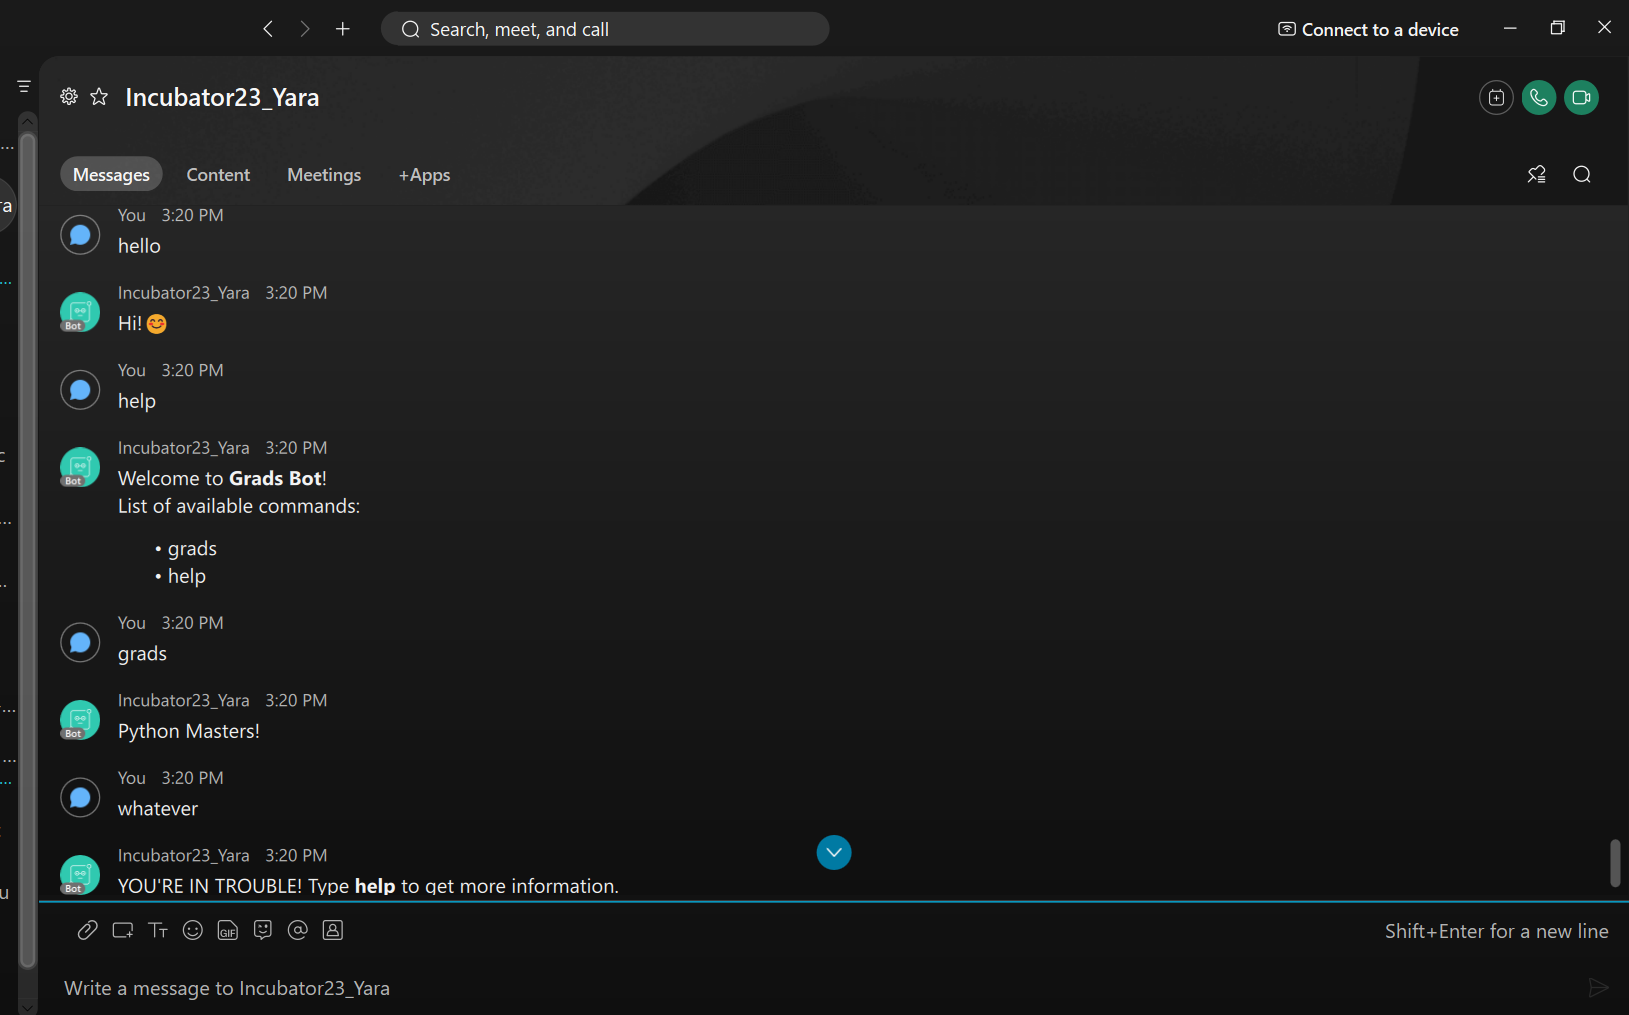 Search, meet, and call
Connect to a device
Incubator23_Yara
Messages Content Meetings +Apps
You 3:20 PM
hello
Incubator23_Yara 3:20 PM
Bot
Hi! 😊
You 3:20 PM
help
Incubator23_Yara 3:20 PM
Bot
Welcome to Grads Bot!
List of available commands:
• grads
• help
You 3:20 PM
grads
Incubator23_Yara 3:20 PM
Bot
Python Masters!
You 3:20 PM
whatever
Incubator23_Yara 3:20 PM
Bot
YOU'RE IN TROUBLE! Type help to get more information.
GIF
Shift+Enter for a new line
Write a message to Incubator23_Yara